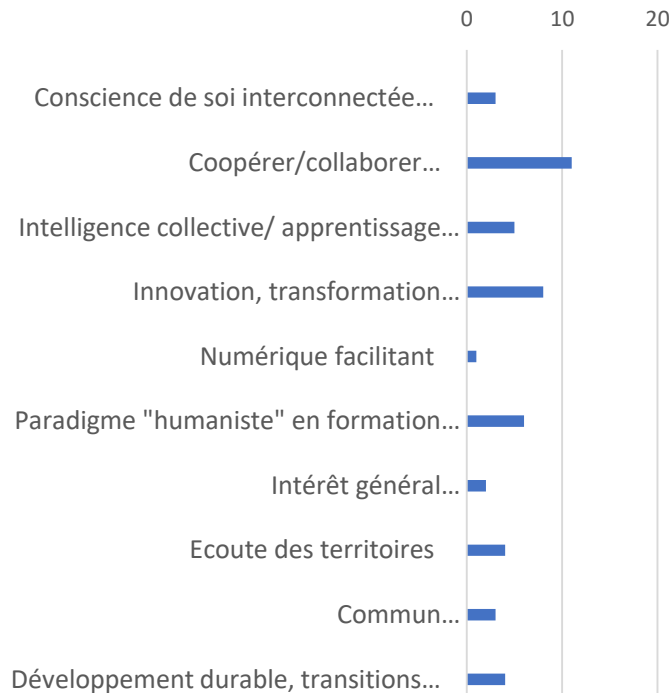 0 10 20
Conscience de soi interconnectée…
Coopérer/collaborer…
Intelligence collective/ apprentissage…
Innovation, transformation…
Numérique facilitant
Paradigme "humaniste" en formation…
Intérêt général…
Ecoute des territoires
Commun…
Développement durable, transitions…